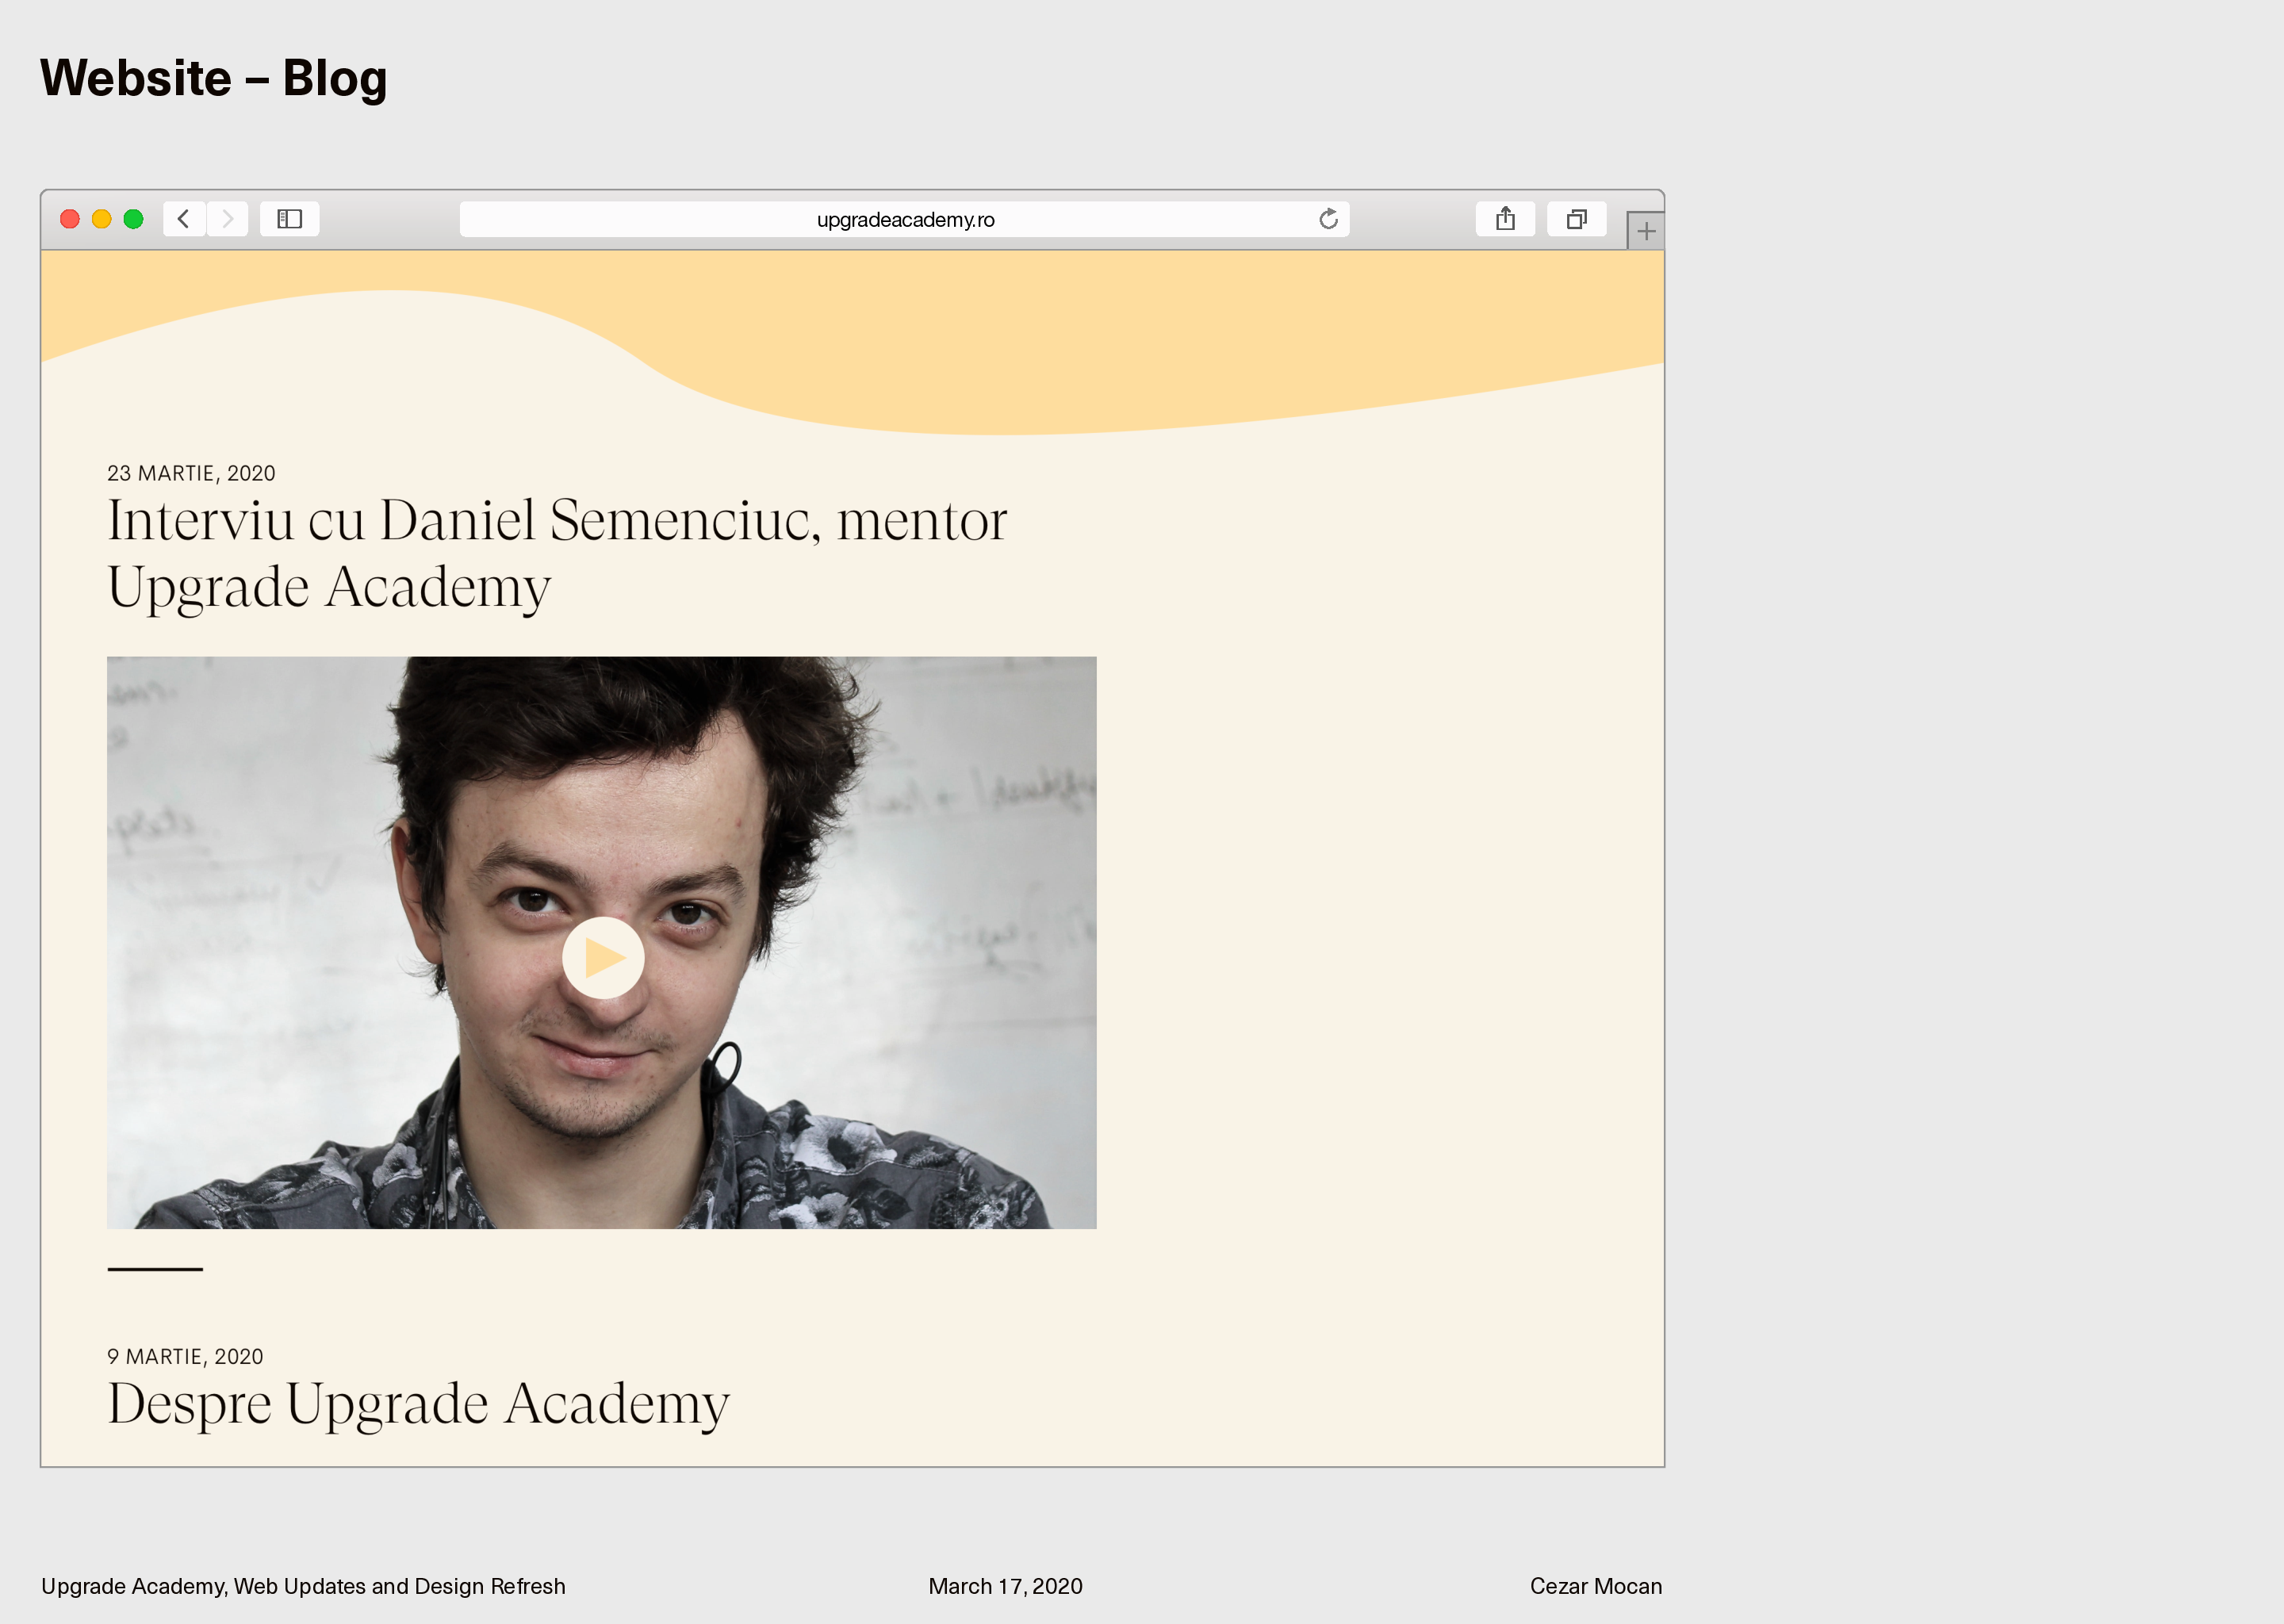 Website – Blog
upgradeacademy.ro
23 MARTIE, 2020
Interviu cu Daniel Semenciuc, mentor
Upgrade Academy
9 MARTIE, 2020
Despre Upgrade Academy
Upgrade Academy, Web Updates and Design Refresh
March 17, 2020
Cezar Mocan